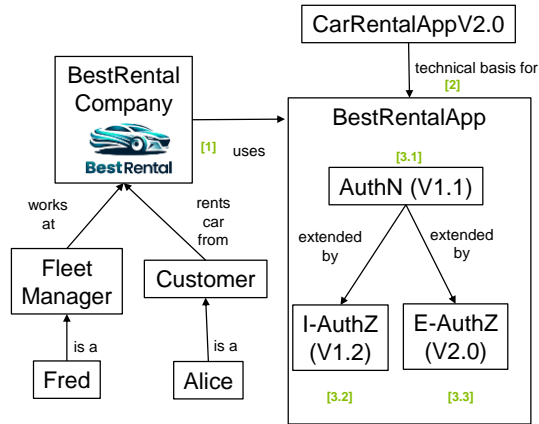 CarRentalAppV2.0
technical basis for
[2]
BestRental
Company
BestRental
[1] uses
BestRentalApp
[3.1]
AuthN (V1.1)
works
at
rents
car
from
extended
by
extended
by
Fleet
Manager
Customer
I-AuthZ
(V1.2)
E-AuthZ
(V2.0)
is a
is a
Fred
Alice
[3.2]
[3.3]